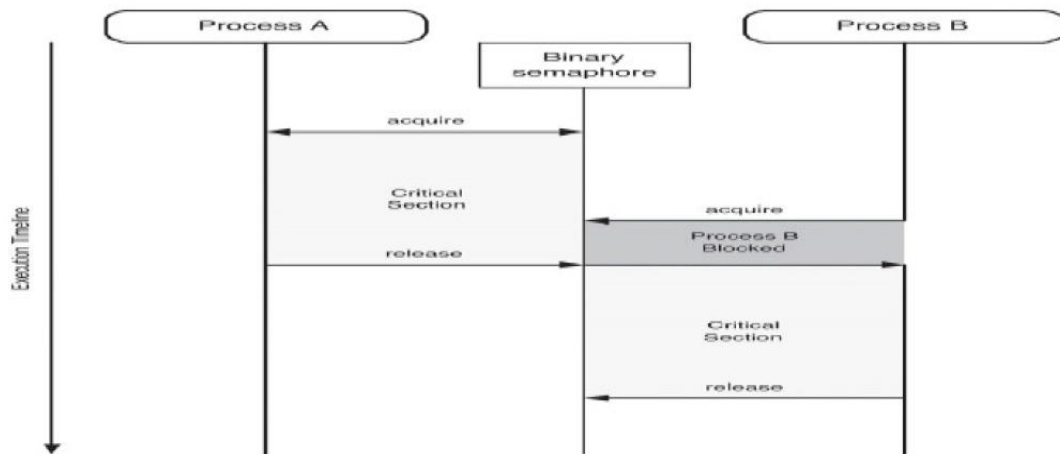 Process A
Process B
Binary
semaphore
acquire
Critical
Section
acquire
Process B
Blocked
release
Critical
Section
release
Execution Timeline